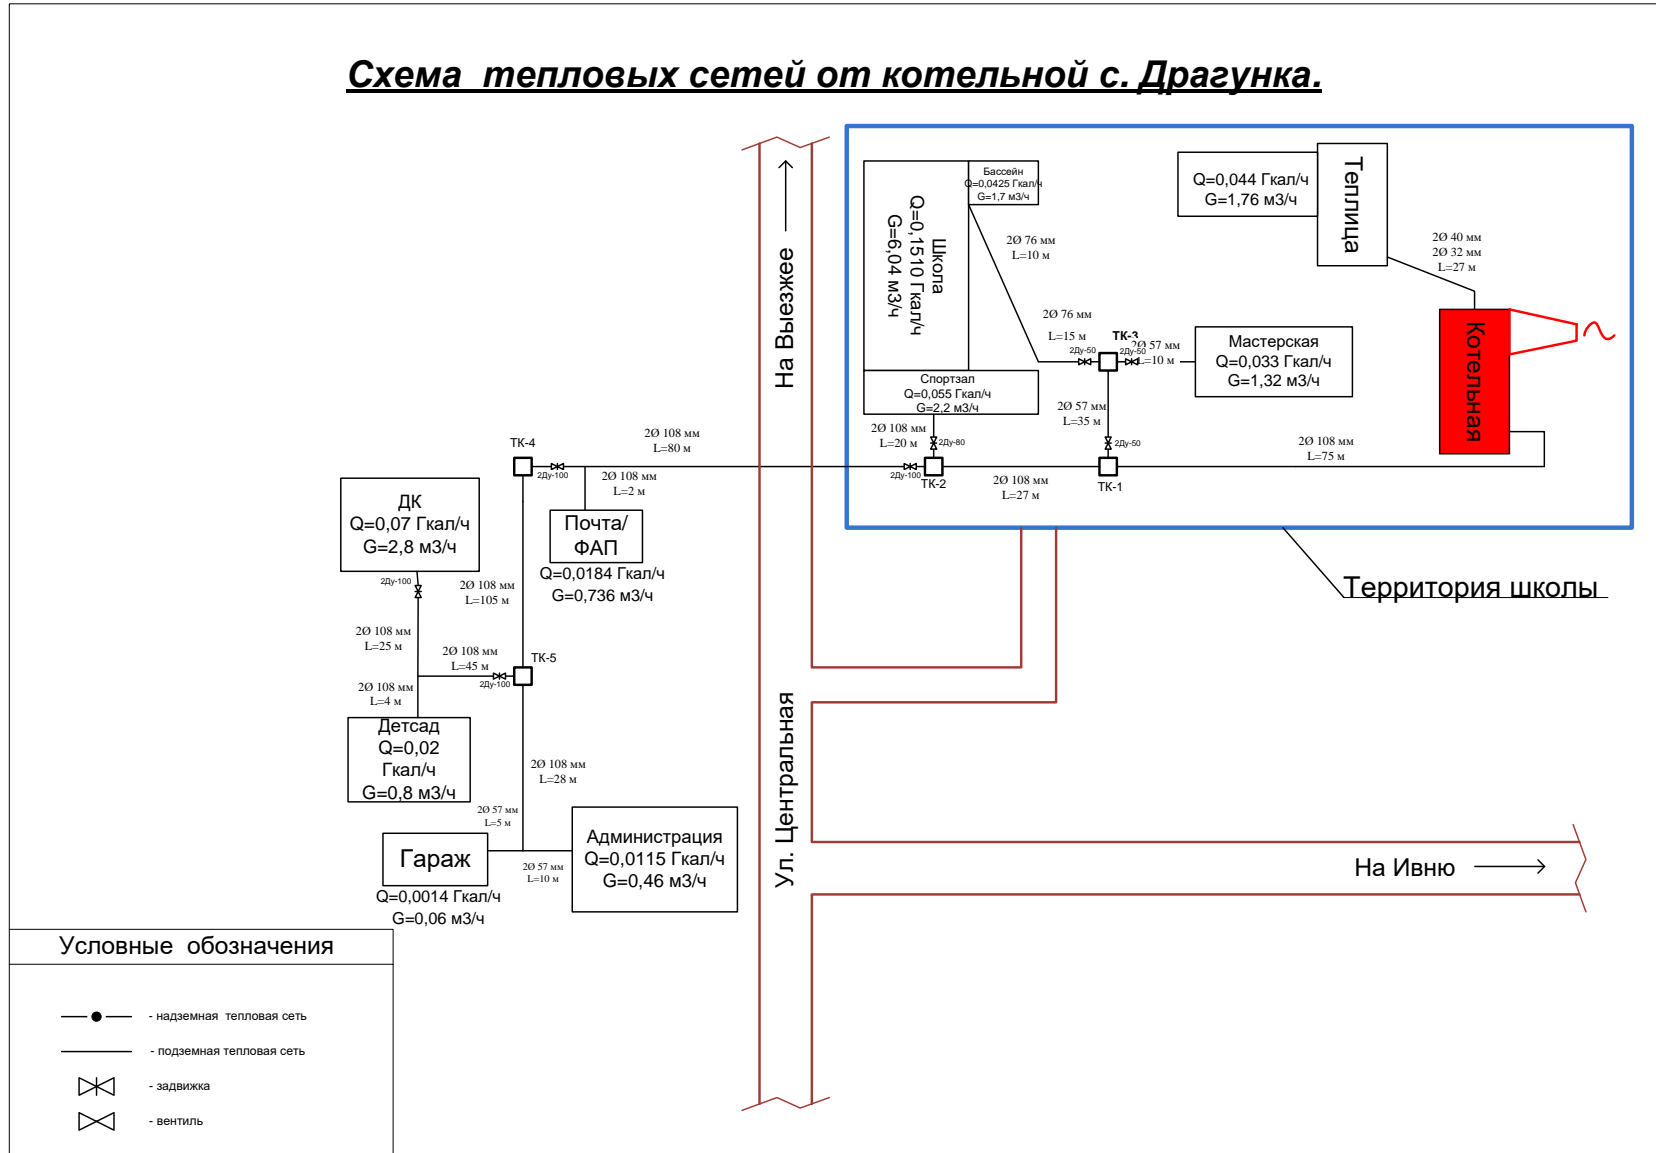 Схема тепловых сетей от котельной с. Драгунка.
Бассейн
Q=0,0425 Гкал/ч
G=1,7 м3/ч
Школа
Q=0,1510 Гкал/ч
G=6,04 м3/ч
Спортзал
Q=0,055 Гкал/ч
G=2,2 м3/ч
2Ø 76 мм
L=10 м
2Ø 76 мм
L=15 м
2Ду-50
ТК-3
2Ду-50
2Ø 57 мм
L=10 м
Мастерская
Q=0,033 Гкал/ч
G=1,32 м3/ч
Q=0,044 Гкал/ч
G=1,76 м3/ч
Теплица
2Ø 40 мм
2Ø 32 мм
L=27 м
Котельная
2Ø 57 мм
L=35 м
2Ду-50
2Ø 108 мм
L=75 м
ТК-1
2Ø 108 мм
L=27 м
2Ø 108 мм
L=20 м
2Ду-80
2Ду-100
ТК-2
На Выезжее
2Ø 108 мм
L=80 м
ТК-4
2Ду-100
2Ø 108 мм
L=2 м
Почта/
ФАП
Q=0,0184 Гкал/ч
G=0,736 м3/ч
ДК
Q=0,07 Гкал/ч
G=2,8 м3/ч
2Ду-100
2Ø 108 мм
L=105 м
2Ø 108 мм
L=25 м
2Ø 108 мм
L=45 м
ТК-5
2Ду-100
2Ø 108 мм
L=4 м
Детсад
Q=0,02
Гкал/ч
G=0,8 м3/ч
2Ø 108 мм
L=28 м
2Ø 57 мм
L=5 м
Гараж
Q=0,0014 Гкал/ч
G=0,06 м3/ч
2Ø 57 мм
L=10 м
Администрация
Q=0,0115 Гкал/ч
G=0,46 м3/ч
Ул. Центральная
Территория школы
На Ивню
Условные обозначения
- надземная тепловая сеть
- подземная тепловая сеть
- задвижка
- вентиль